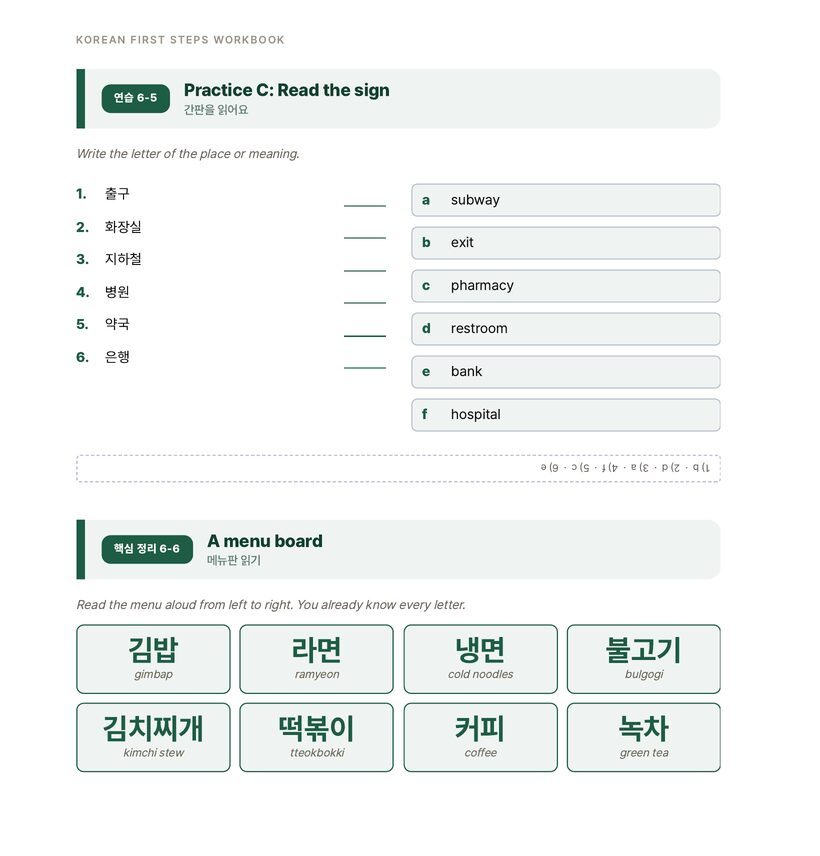 KOREAN FIRST STEPS WORKBOOK
연습 6-5
Practice C: Read the sign
간판을 읽어요
Write the letter of the place or meaning.
1. 출구
2. 화장실
3. 지하철
4. 병원
5. 약국
6. 은행
a subway
b exit
c pharmacy
d restroom
e bank
f hospital
1) b · 2) d · 3) a · 4) f · 5) c · 6) e
핵심 정리 6-6
A menu board
메뉴판 읽기
Read the menu aloud from left to right. You already know every letter.
김밥
gimbap
라면
ramyeon
냉면
cold noodles
불고기
bulgogi
김치찌개
kimchi stew
떡볶이
tteokbokki
커피
coffee
녹차
green tea